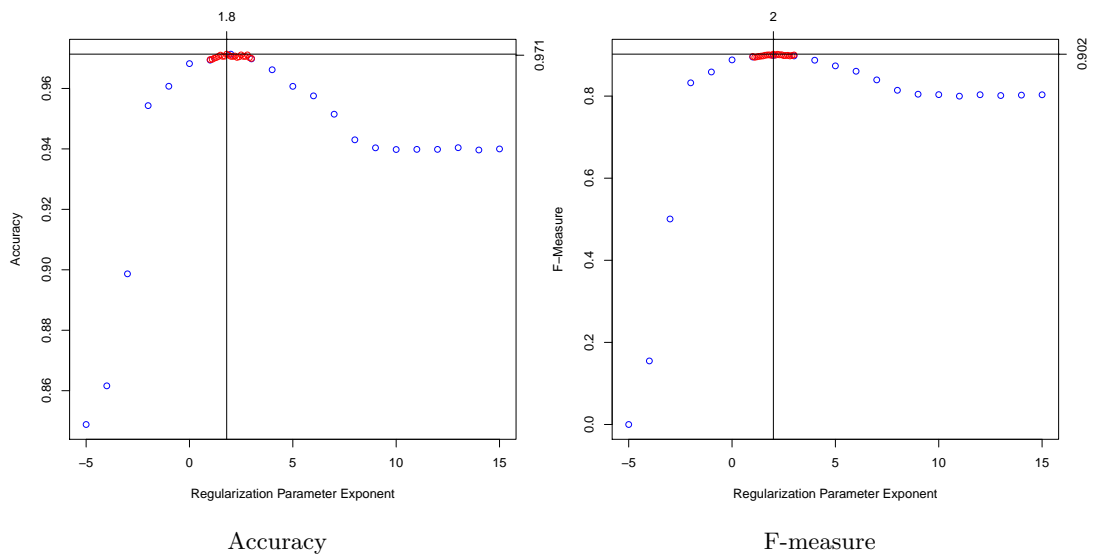 1.8
0.971
0.96
0.94
0.92
0.90
0.88
0.86
Accuracy
−5 0 5 10 15
Regularization Parameter Exponent
Accuracy
2
0.902
0.8
0.6
0.4
0.2
0.0
F−Measure
−5 0 5 10 15
Regularization Parameter Exponent
F-measure